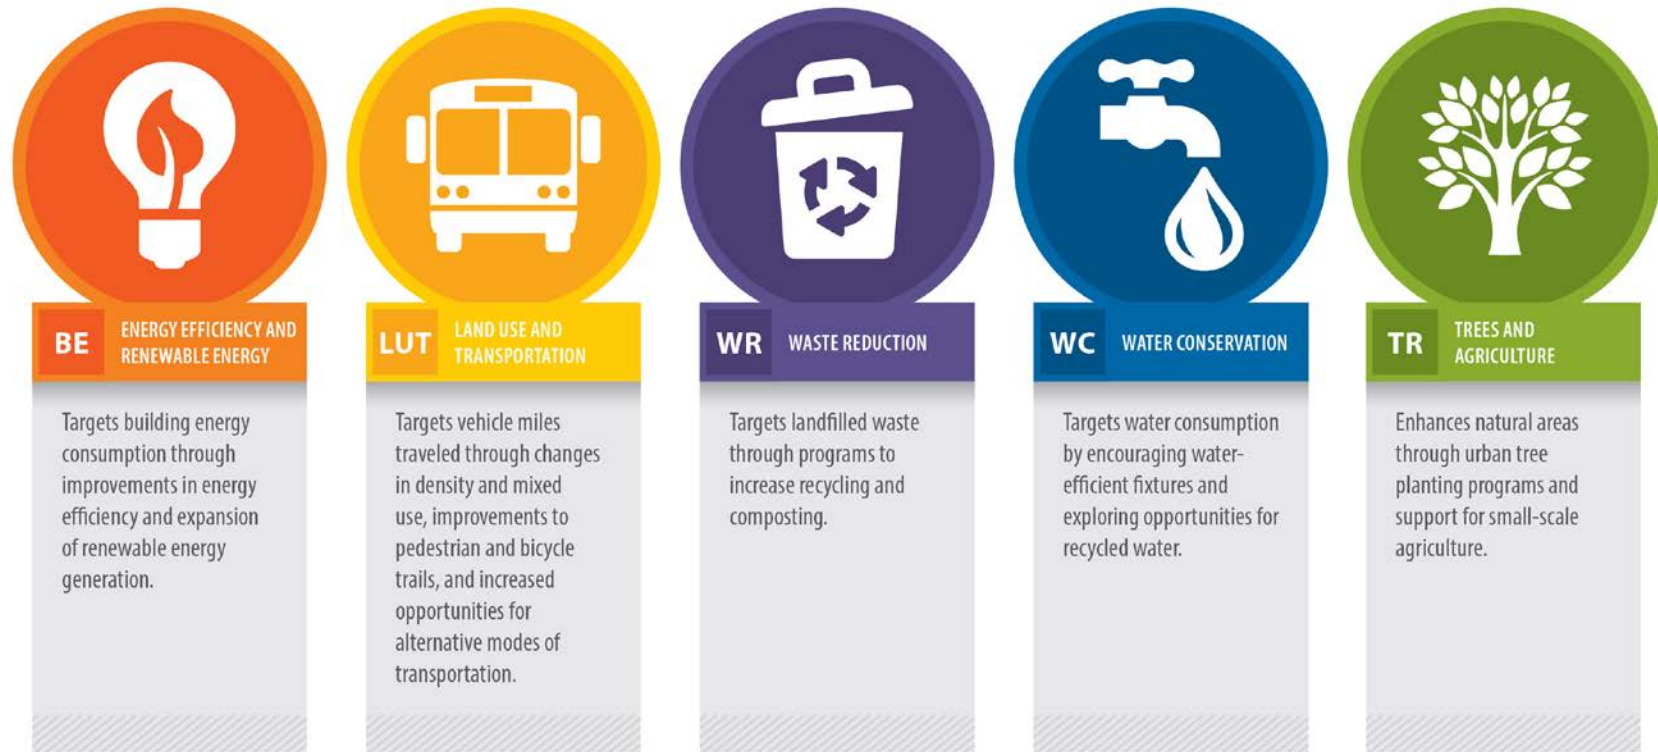 BE
ENERGY EFFICIENCY AND
RENEWABLE ENERGY
Targets building energy
consumption through
improvements in energy
efficiency and expansion
of renewable energy
generation.
LUT
LAND USE AND
TRANSPORTATION
Targets vehicle miles
traveled through changes
in density and mixed
use, improvements to
pedestrian and bicycle
trails, and increased
opportunities for
alternative modes of
transportation.
WR
WASTE REDUCTION
Targets landfilled waste
through programs to
increase recycling and
composting.
WC
WATER CONSERVATION
Targets water consumption
by encouraging water-
efficient fixtures and
exploring opportunities for
recycled water.
TR
TREES AND
AGRICULTURE
Enhances natural areas
through urban tree
planting programs and
support for small-scale
agriculture.